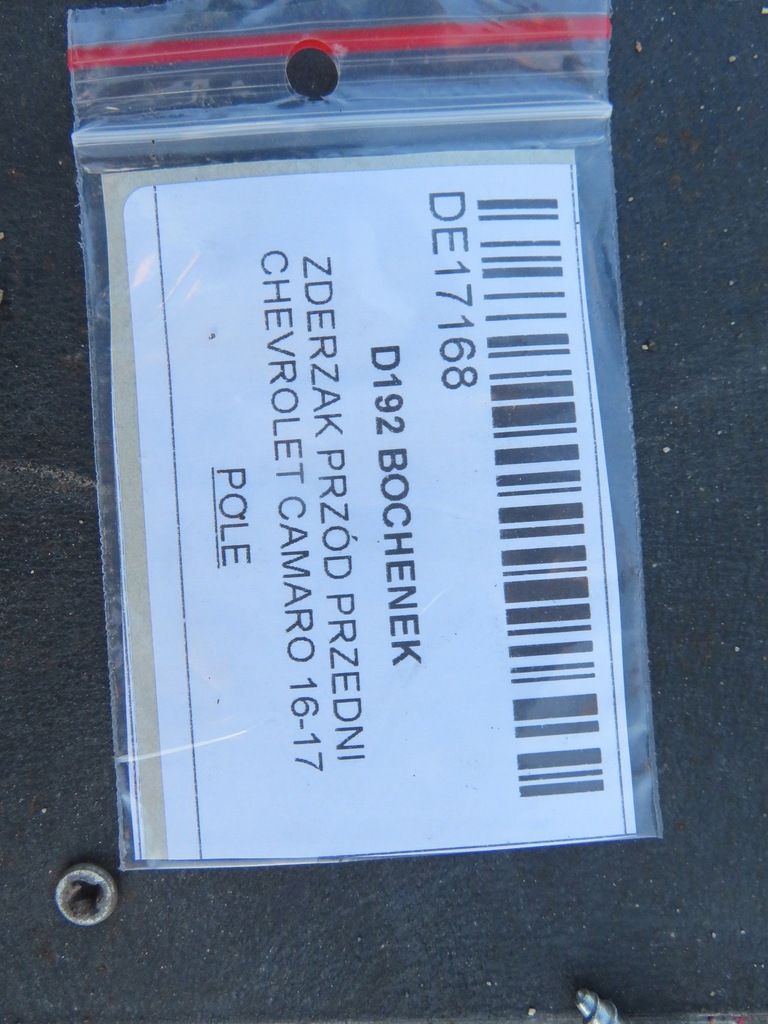 DE17168
D192 BOCHENEK
ZDERZAK PRZÓD PRZEDNI
CHEVROLET CAMARO 16-17
POLE